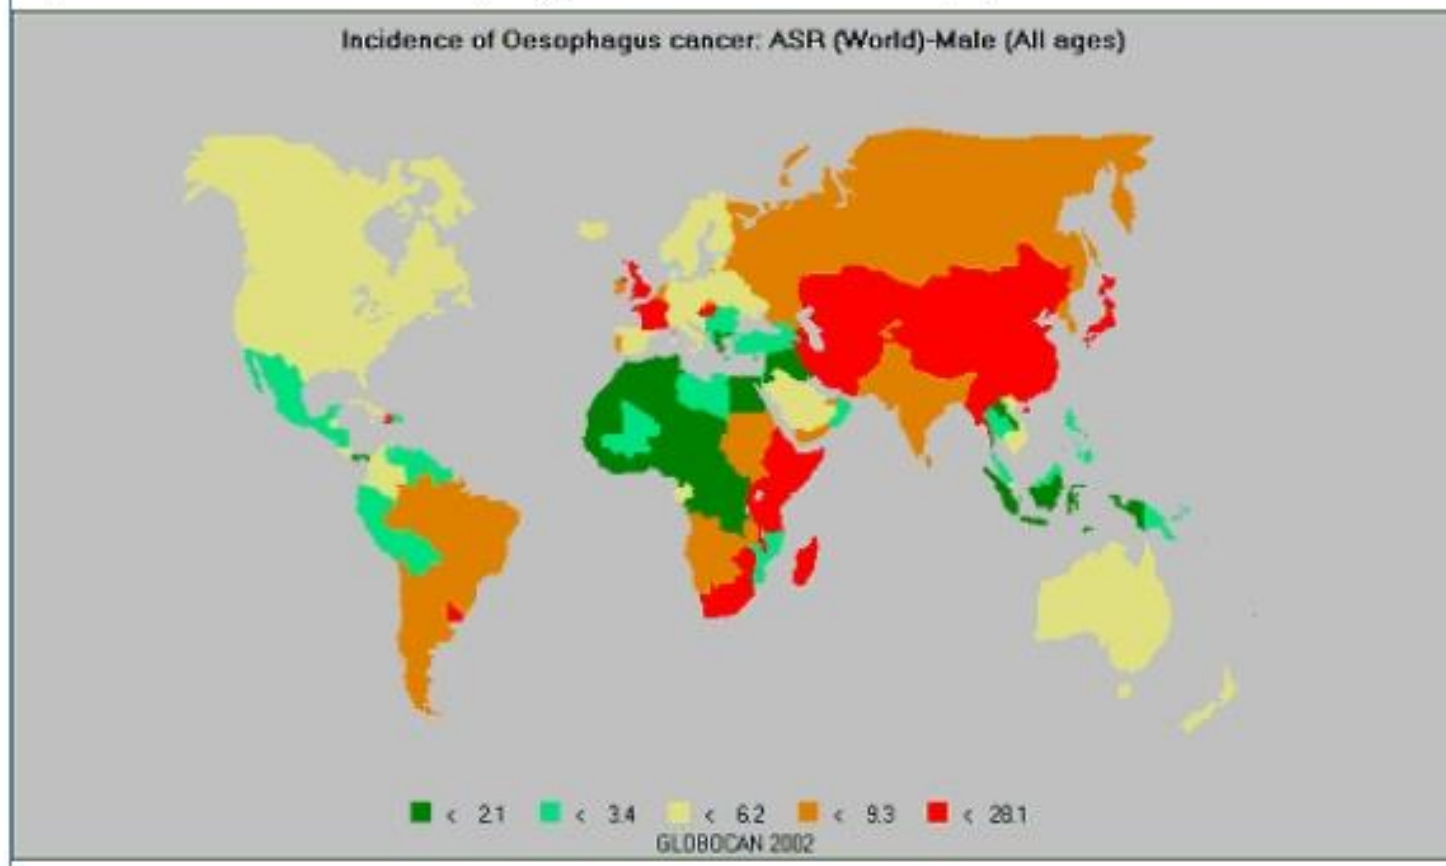 Incidence of Oesophagus cancer: ASR (World)-Male (All ages)
< 2.1 < 3.4 < 6.2 < 9.3 < 28.1
GLOBOCAN 2002